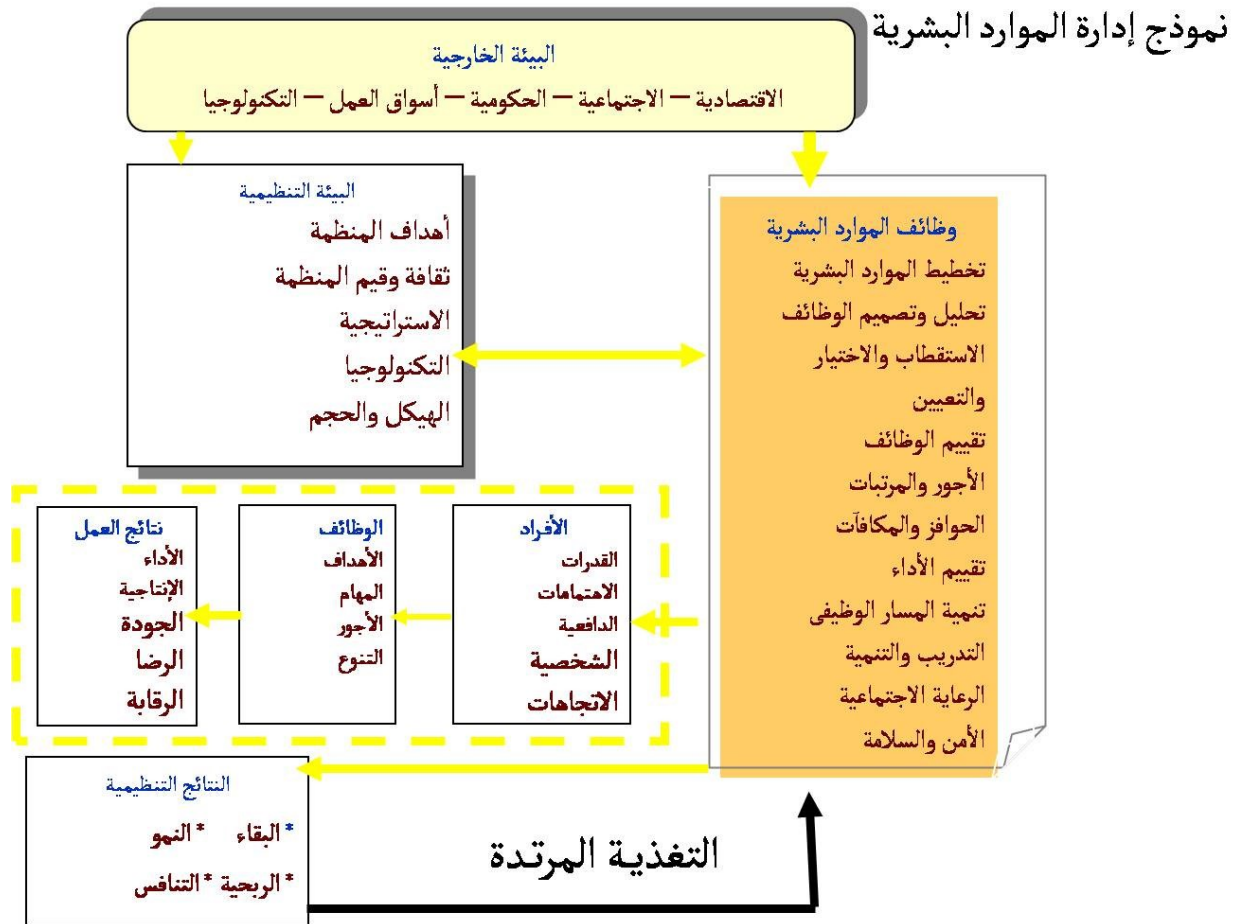 نموذج إدارة الموارد البشرية
البيئة الخارجية
الاقتصادية – الاجتماعية – الحكومية – أسواق العمل – التكنولوجيا
وظائف الموارد البشرية
تخطيط الموارد البشرية
تحليل وتصميم الوظائف
الاستقطاب والاختيار
والتعيين
تقييم الوظائف
الأجور والمرتبات
الحوافز والمكافآت
تقييم الأداء
تنمية المسار الوظيفى
التدريب والتنمية
الرعاية الاجتماعية
الأمن والسلامة
البيئة التنظيمية
أهداف المنظمة
ثقافة وقيم المنظمة
الاستراتيجية
التكنولوجيا
الهيكل والحجم
الأفراد
القدرات
الاهتمامات
الدافعية
الشخصية
الاتجاهات
الوظائف
الأهداف
المهام
الأجور
التنوع
نتائج العمل
الأداء
الإنتاجية
الجودة
الرضا
الرقابة
النتائج التنظيمية
* البقاء * النمو
* الربحية * التنافس
التغذية المرتدة